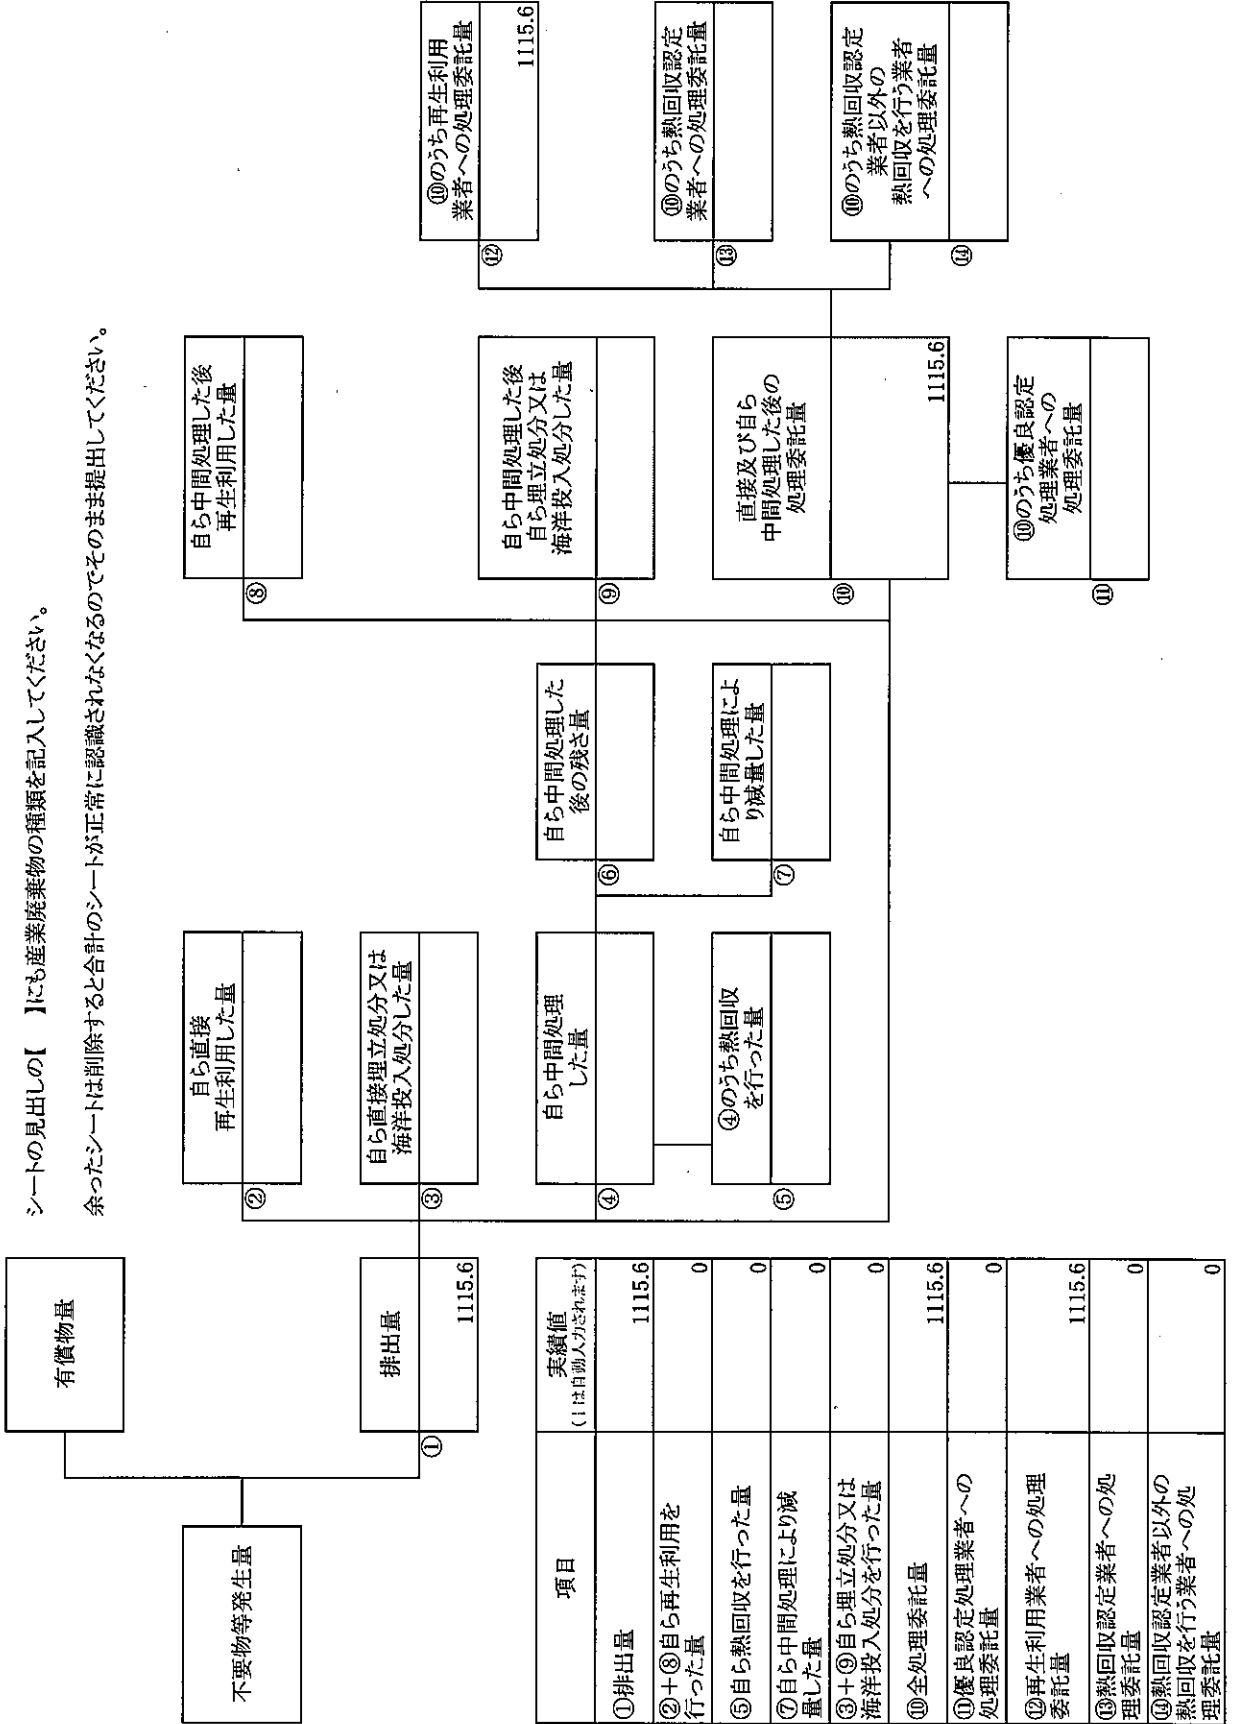 シートの見出しの【　】にも産業廃棄物の種類を記入してください。
余ったシートは削除すると合計のシートが正常に認識されなくなるのでそのまま提出してください。
有償物量
不要物等発生量
①
排出量
1115.6
②
自ら直接
再生利用した量
③
自ら直接埋立処分又は
海洋投入処分した量
④
自ら中間処理
した量
⑤
④のうち熱回収
を行った量
⑥
自ら中間処理した
後の残さ量
⑦
自ら中間処理によ
り減量した量
⑧
自ら中間処理した後
再生利用した量
⑨
自ら中間処理した後
自ら埋立処分又は
海洋投入処分した量
⑩
直接及び自ら
中間処理した後の
処理委託量
1115.6
⑪
⑩のうち優良認定
処理業者への
処理委託量
⑫
⑩のうち再生利用
業者への処理委託量
1115.6
⑬
⑩のうち熱回収認定
業者への処理委託量
⑭
⑩のうち熱回収認定
業者以外の
熱回収を行う業者
への処理委託量
項目
実績値
は自動入力されます)
①排出量
1115.6
②+⑧自ら再生利用を
行った量
0
⑤自ら熱回収を行った量
0
⑦自ら中間処理により減
量した量
0
③+⑨自ら埋立処分又は
海洋投入処分を行った量
0
⑩全処理委託量
1115.6
⑪優良認定処理業者への
処理委託量
0
⑫再生利用業者への処理
委託量
1115.6
⑬熱回収認定業者への処
理委託量
0
⑭熱回収認定業者以外の
熱回収を行う業者への処
理委託量
0